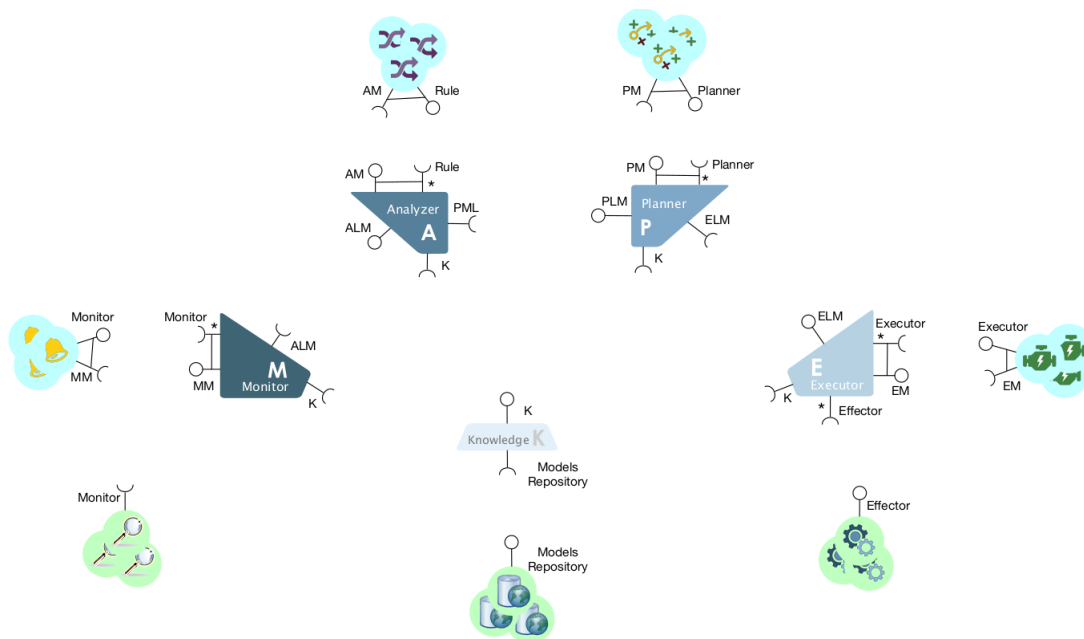 AM
Rule
PM
Planner
AM
Rule
*
Analyzer
A
PML
ALM
K
PM
Planner
*
PLM
Planner
P
ELM
K
Monitor
MM
Monitor
*
ALM
M
Monitor
MM
K
ELM
Executor
*
E
Executor
K
EM
*
Effector
Executor
EM
K
Knowledge K
Models
Repository
Monitor
Effector
Models
Repository